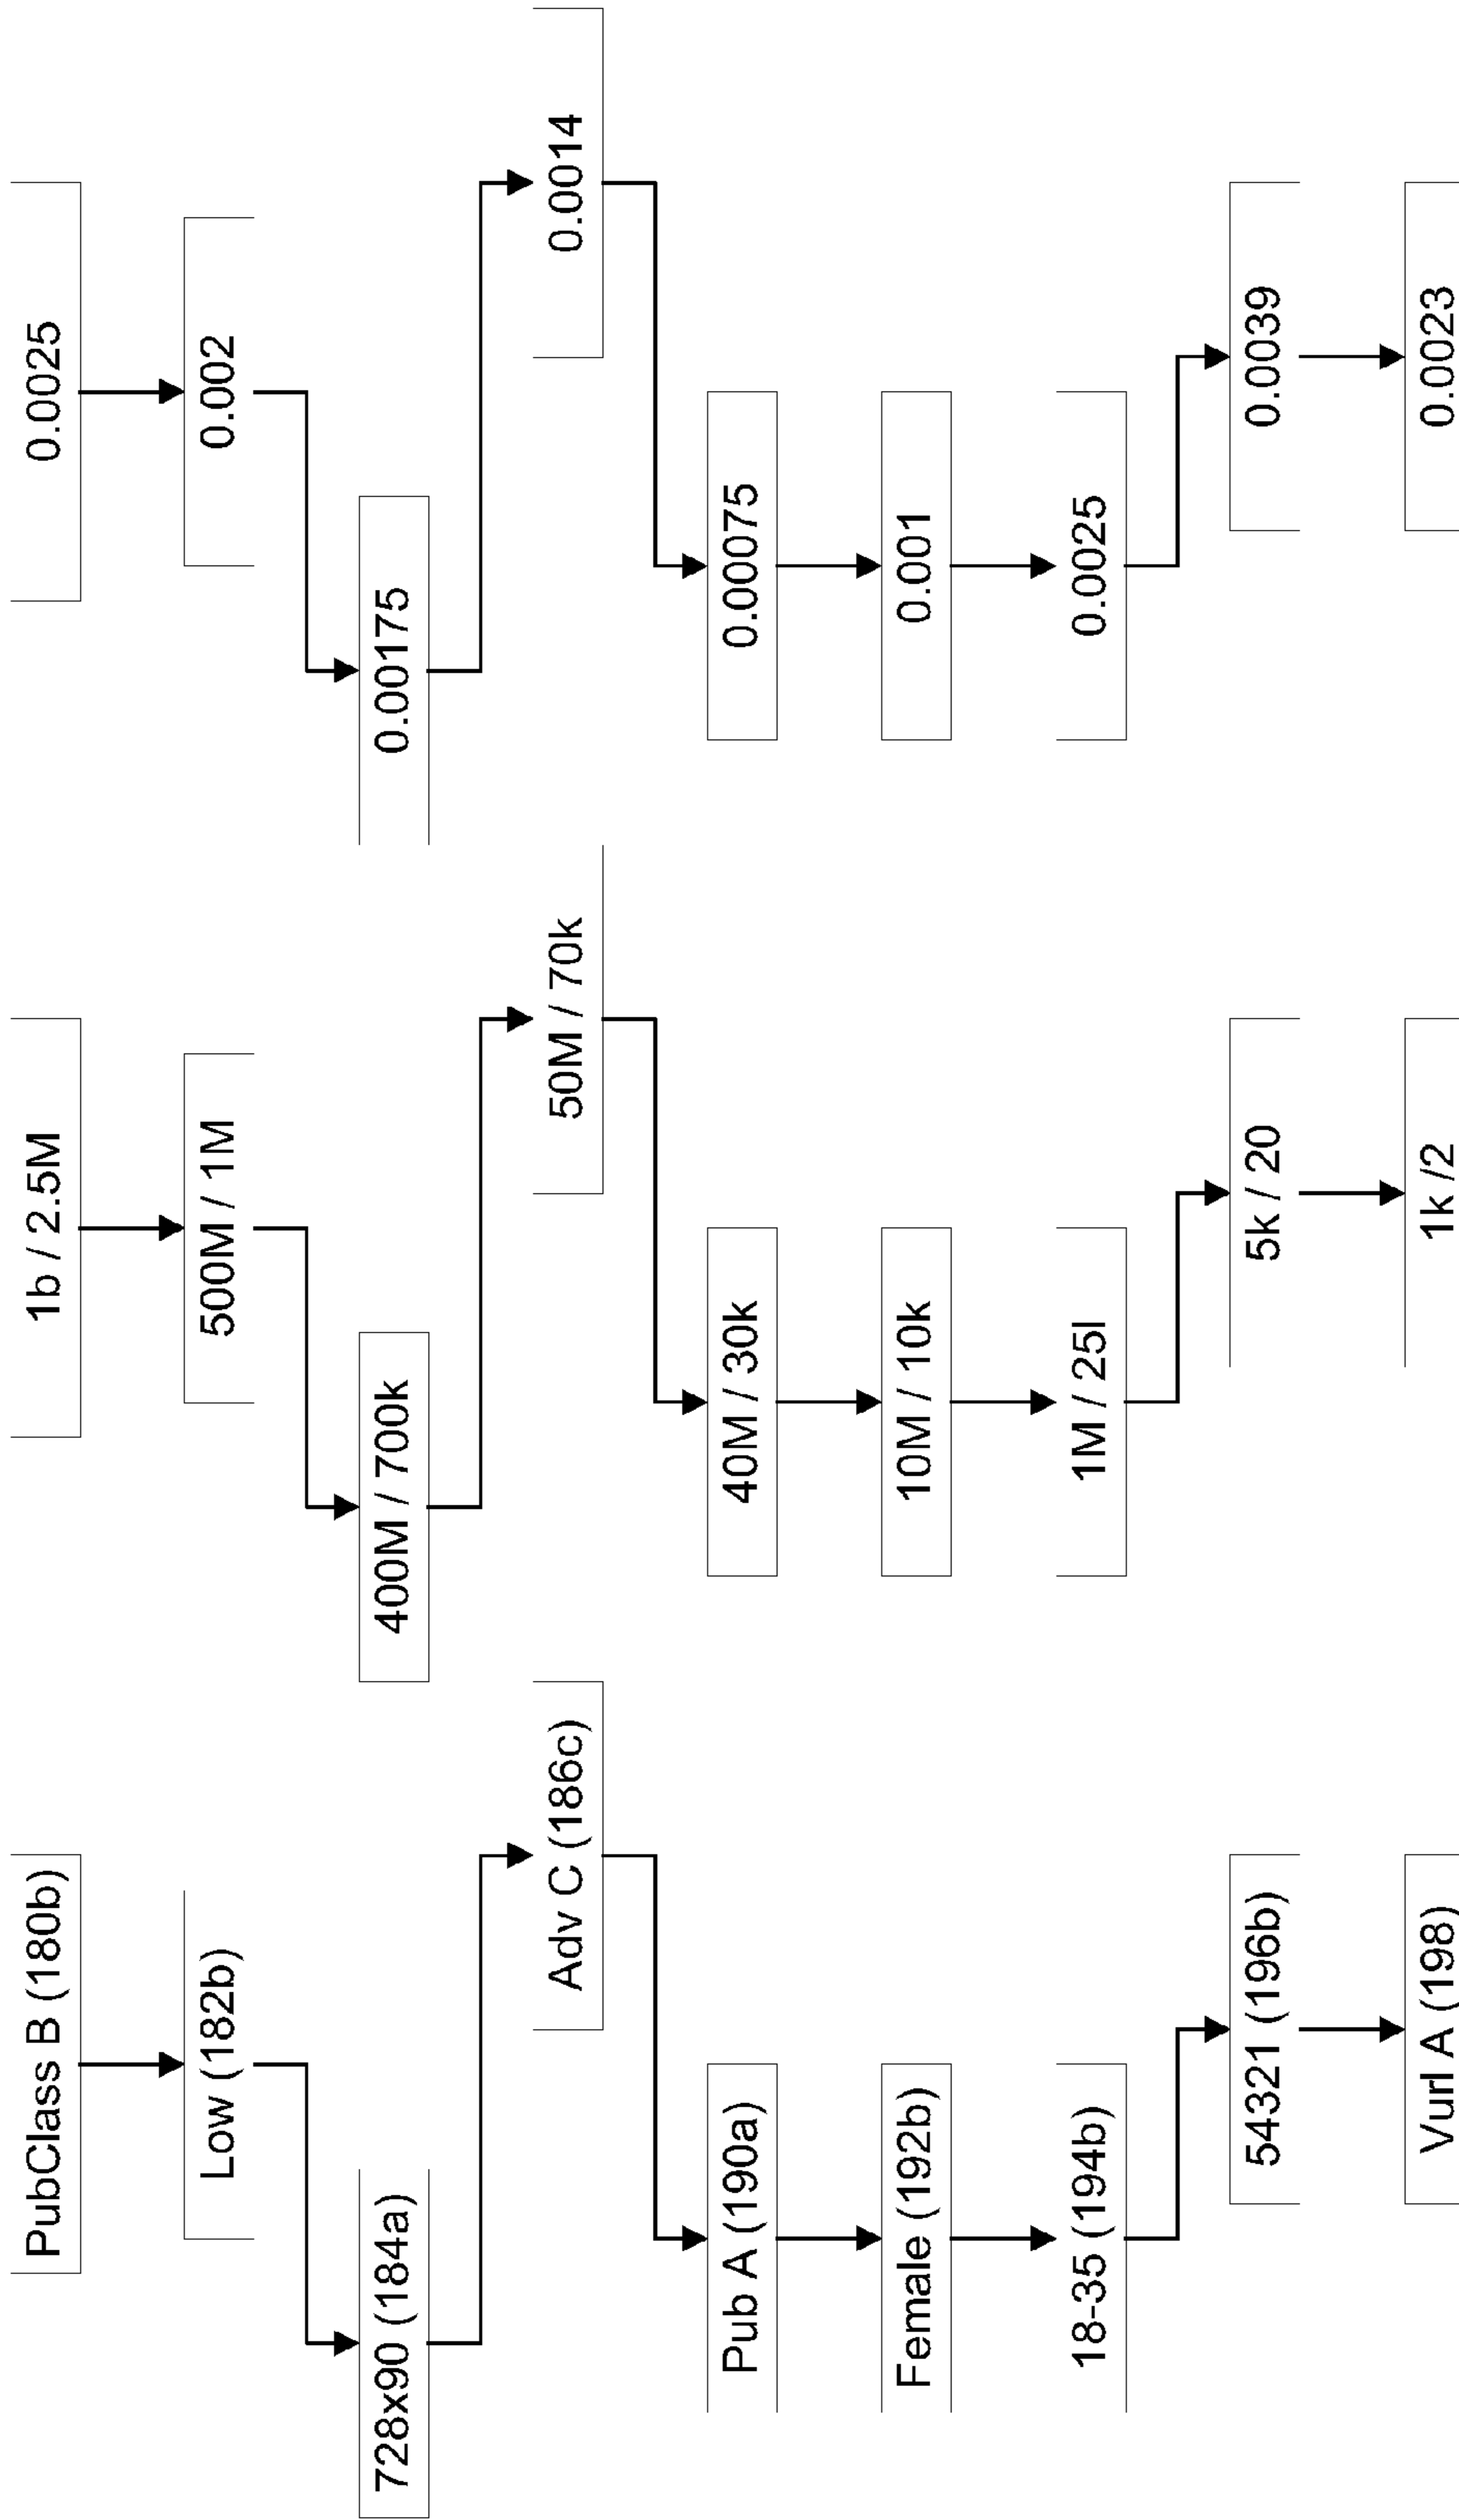 PubClass B (180b)
1b / 2.5M
0.0025
Low (182b)
500M / 1M
0.002
728x90 (184a)
400M / 700k
0.00175
Adv C (186c)
50M / 70k
0.0014
Pub A (190a)
40M / 30k
0.00075
Female (192b)
10M / 10k
0.001
18-35 (194b)
1M / 25l
0.0025
54321 (196b)
5k / 20
0.0039
Vurl A (198)
1k /2
0.0023